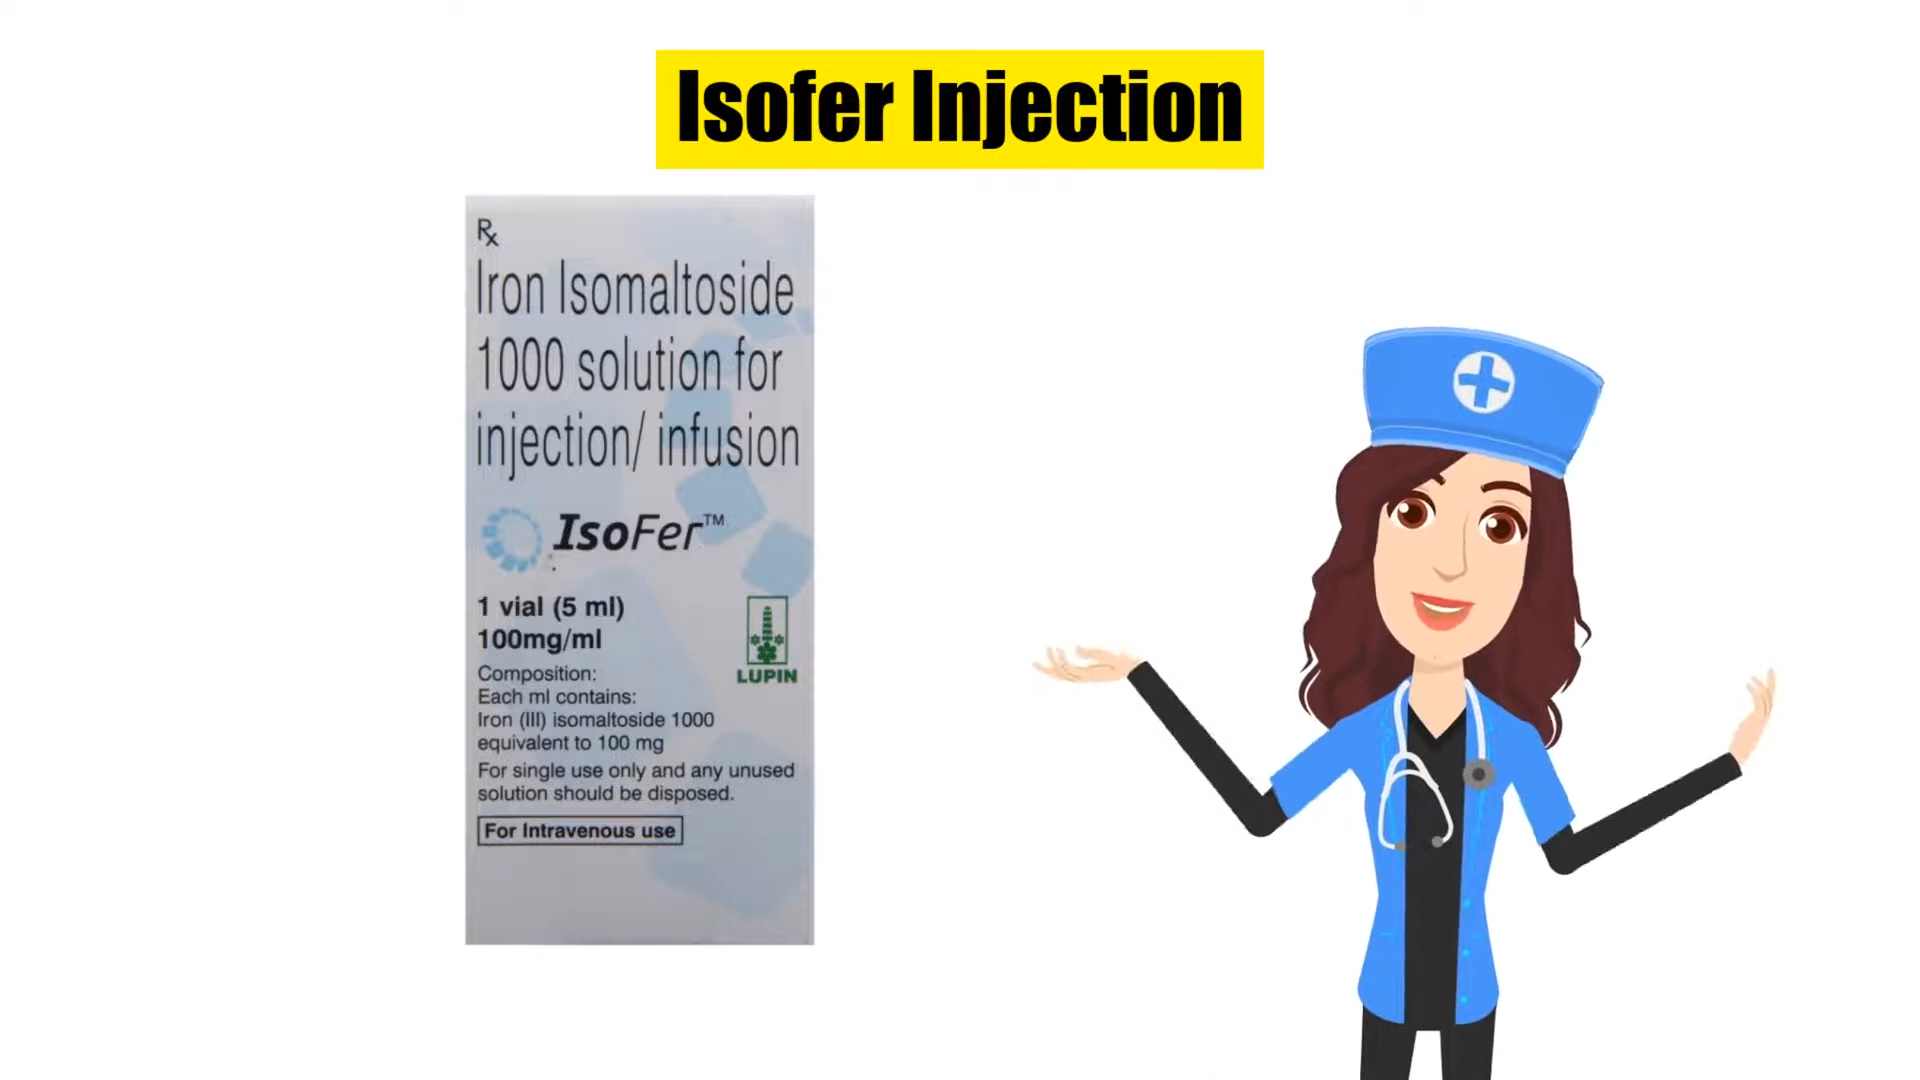 Isofer Injection
Rx
Iron Isomaltoside
1000 solution for
injection/ infusion
IsoFer™
1 vial (5 ml)
100mg/ml
LUPIN
Composition:
Each ml contains:
Iron (III) isomaltoside 1000
equivalent to 100 mg
For single use only and any unused
solution should be disposed.
For Intravenous use